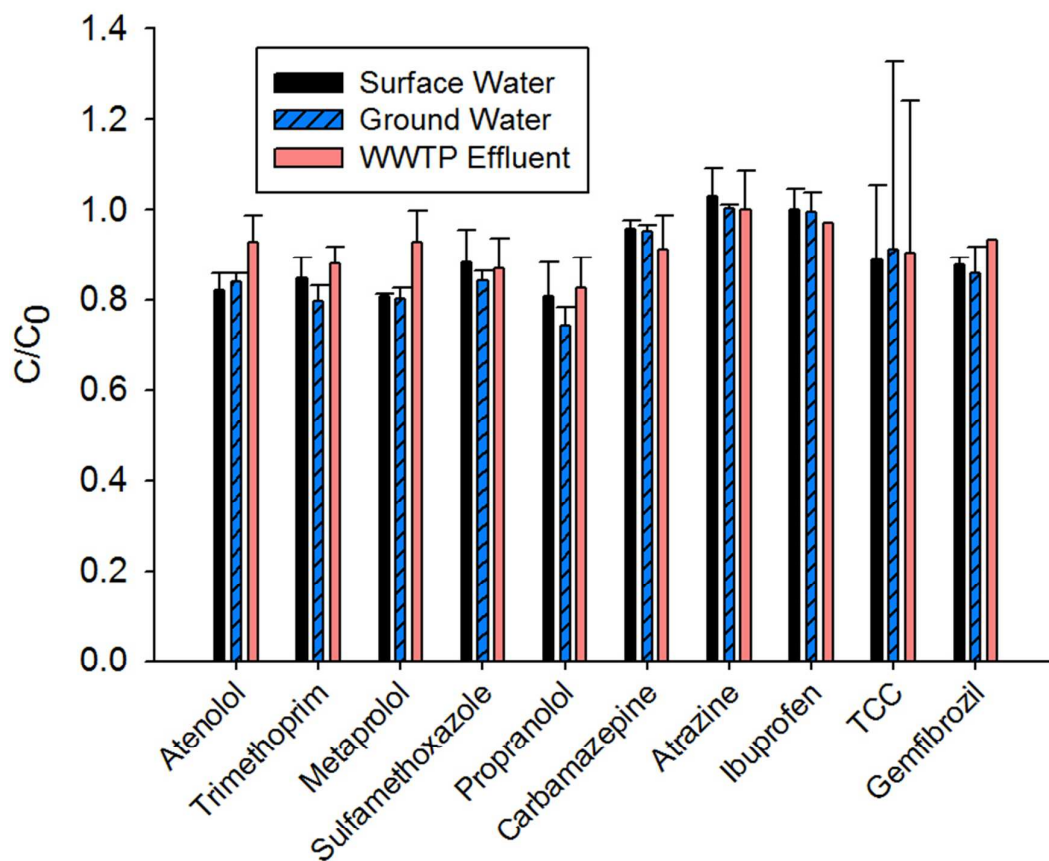 1.4
1.2
1.0
0.8
0.6
0.4
0.2
0.0
C/C0
Surface Water
Ground Water
WWTP Effluent
Atenolol
Trimethoprim
Metaprolol
Sulfamethoxazole
Propranolol
Carbamazepine
Atrazine
Ibuprofen
TCC
Gemfibrozil